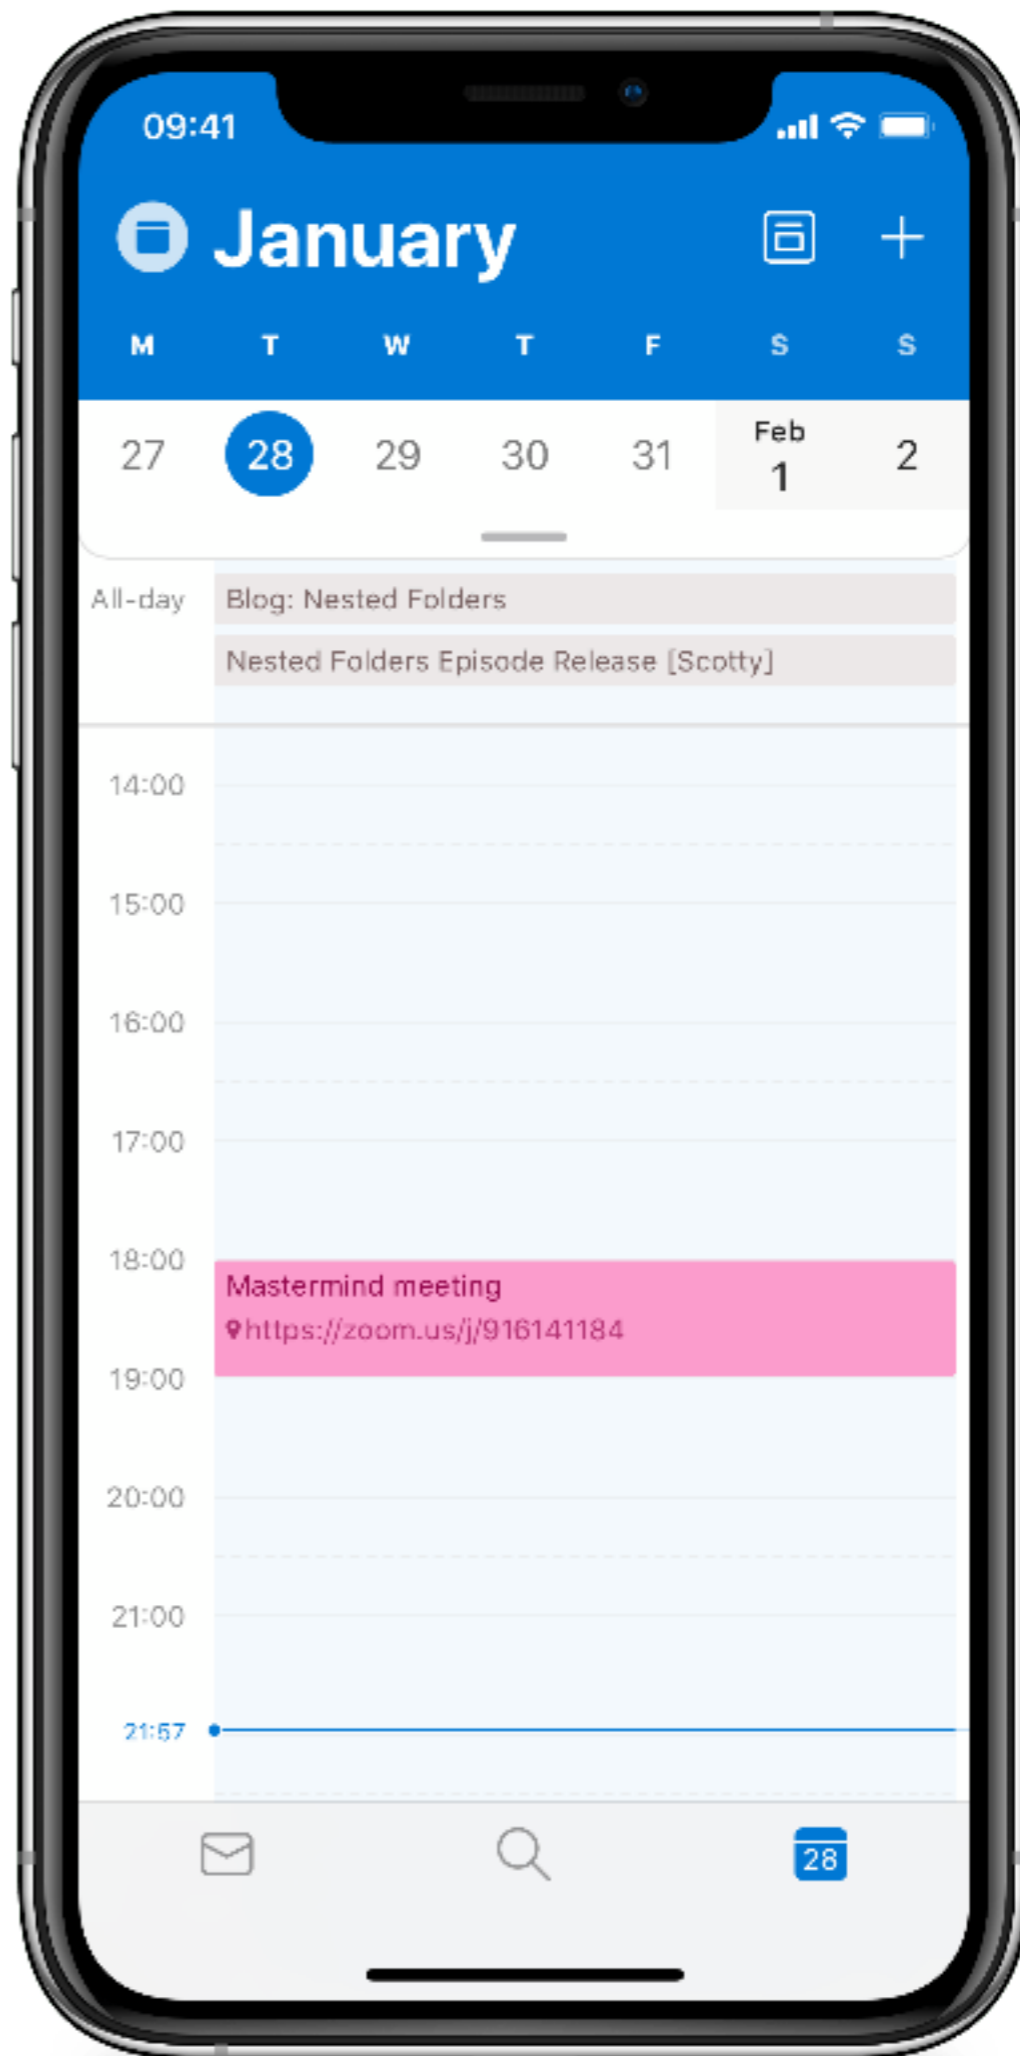 09:41
January
M T W T F S S
27 28 29 30 31 Feb 1 2
All-day Blog: Nested Folders
Nested Folders Episode Release [Scotty]
14:00
15:00
16:00
17:00
18:00
Mastermind meeting
https://zoom.us/j/916141184
19:00
20:00
21:00
21:57
28